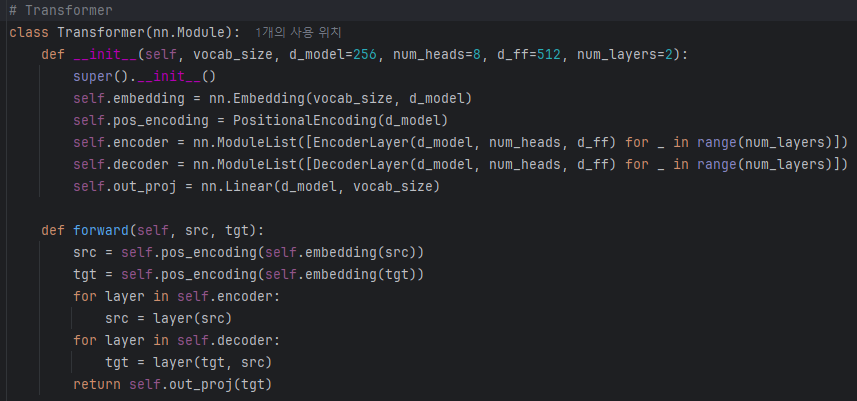 # Transformer
class Transformer(nn.Module): 1개의 사용 위치
    def __init__(self, vocab_size, d_model=256, num_heads=8, d_ff=512, num_layers=2):
        super().__init__()
        self.embedding = nn.Embedding(vocab_size, d_model)
        self.pos_encoding = PositionalEncoding(d_model)
        self.encoder = nn.ModuleList([EncoderLayer(d_model, num_heads, d_ff) for _ in range(num_layers)])
        self.decoder = nn.ModuleList([DecoderLayer(d_model, num_heads, d_ff) for _ in range(num_layers)])
        self.out_proj = nn.Linear(d_model, vocab_size)

    def forward(self, src, tgt):
        src = self.pos_encoding(self.embedding(src))
        tgt = self.pos_encoding(self.embedding(tgt))
        for layer in self.encoder:
            src = layer(src)
        for layer in self.decoder:
            tgt = layer(tgt, src)
        return self.out_proj(tgt)